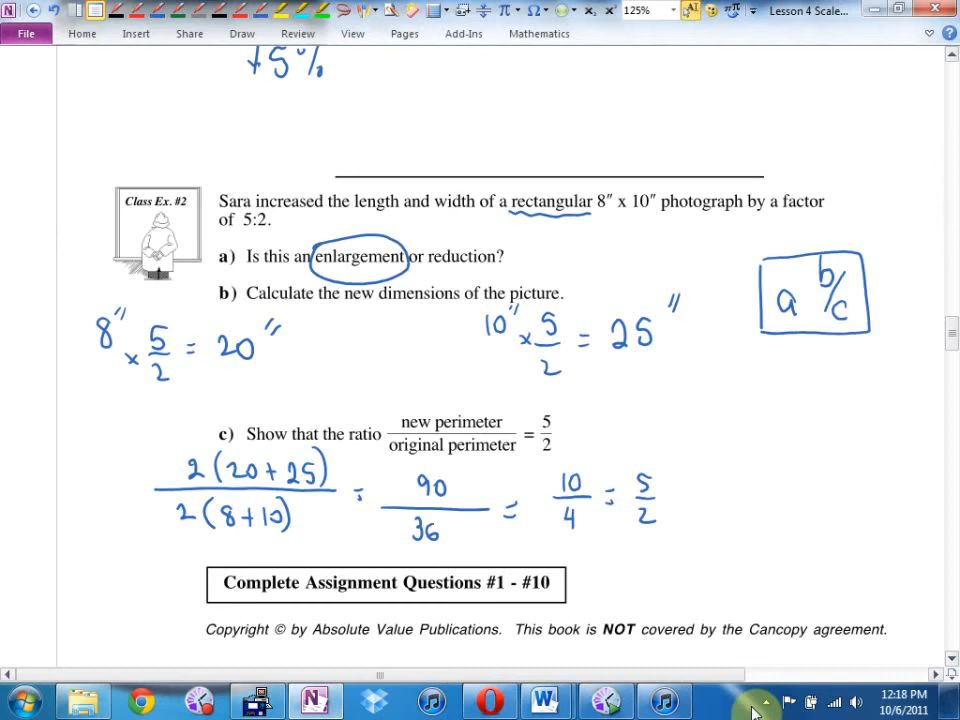 125%
Lesson 4 Scale...
File Home Insert Share Draw Review View Pages Add-Ins Mathematics
+5%
Class Ex. #2
Sara increased the length and width of a rectangular 8″ x 10″ photograph by a factor
of 5:2.
a) Is this an enlargement or reduction?
b) Calculate the new dimensions of the picture.
a b/c
8″ × 5/2 = 20″ 10″ × 5/2 = 25″
c) Show that the ratio new perimeter/original perimeter = 5/2
2(20+25)/2(8+10) = 90/36 = 10/4 = 5/2
Complete Assignment Questions #1 - #10
Copyright © by Absolute Value Publications. This book is NOT covered by the Cancopy agreement.
12:18 PM
10/6/2011